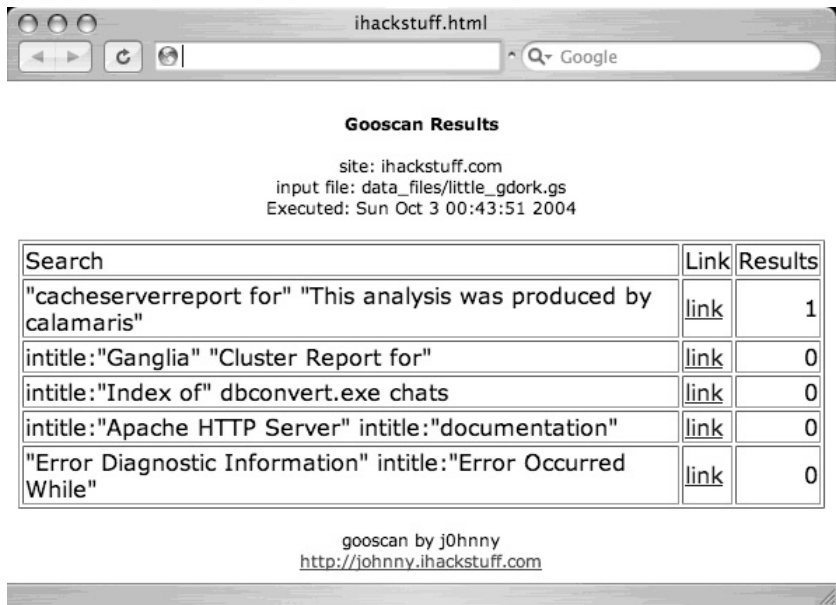 ihackstuff.html
Google
Gooscan Results
site: ihackstuff.com
input file: data_files/little_gdork.gs
Executed: Sun Oct 3 00:43:51 2004
Search Link Results
"cacheserverreport for" "This analysis was produced by
calamaris" link 1
intitle:"Ganglia" "Cluster Report for" link 0
intitle:"Index of" dbconvert.exe chats link 0
intitle:"Apache HTTP Server" intitle:"documentation" link 0
"Error Diagnostic Information" intitle:"Error Occurred
While" link 0
gooscan by j0hnny
http://johnny.ihackstuff.com